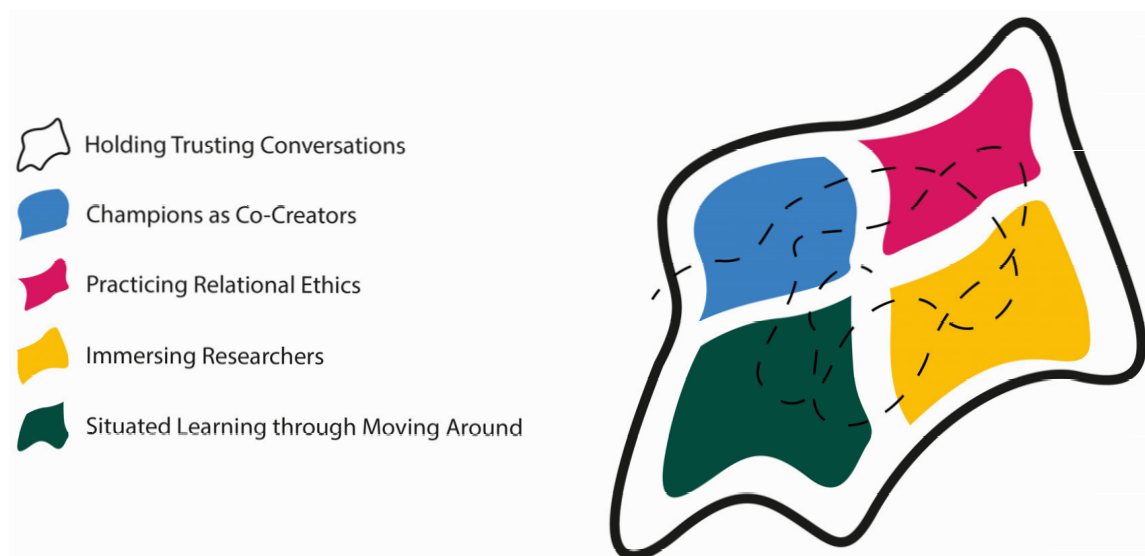 Holding Trusting Conversations
Champions as Co-Creators
Practicing Relational Ethics
Immersing Researchers
Situated Learning through Moving Around